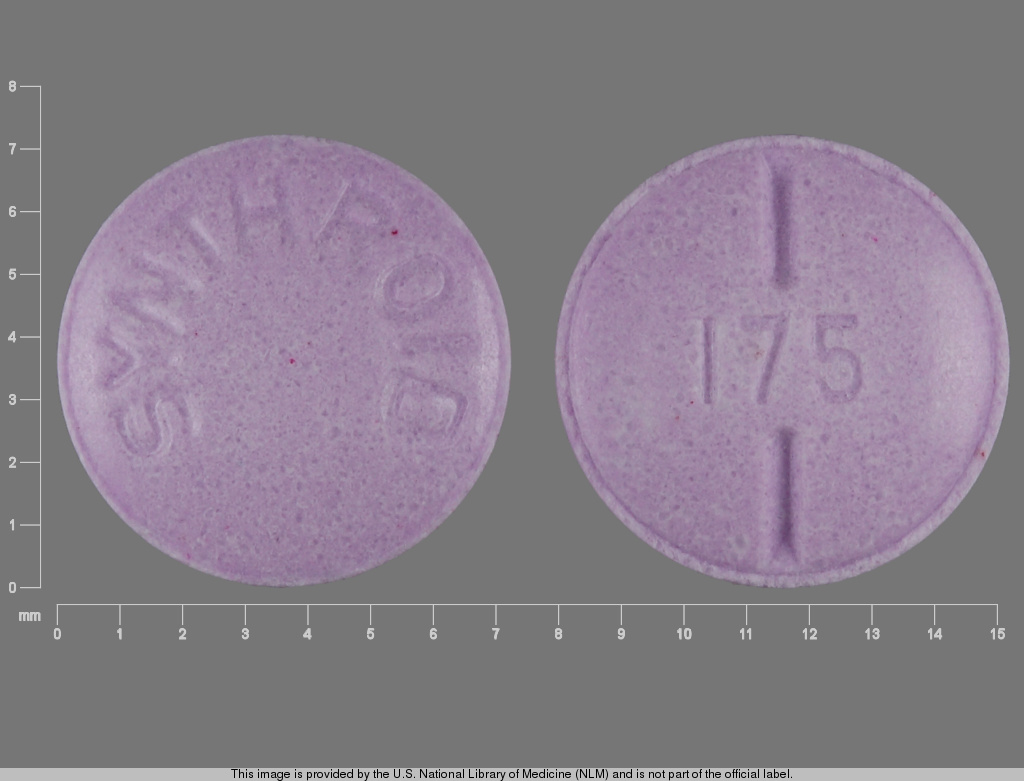 8
7
6
5
4
3
2
1
0
mm
0 1 2 3 4 5 6 7 8 9 10 11 12 13 14 15
SYNTHROID
175
This image is provided by the U.S. National Library of Medicine (NLM) and is not part of the official label.